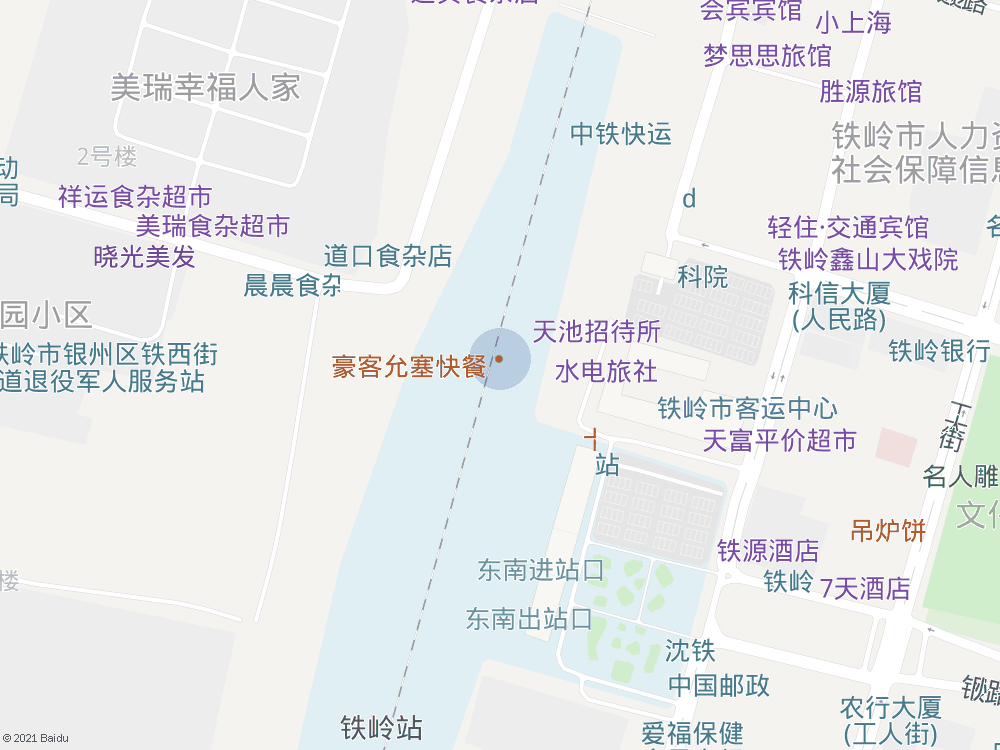 会宾宾馆
小上海
梦思思旅馆
胜源旅馆
美瑞幸福人家
中铁快运
铁岭市人力资
社会保障信息
2号楼
动
局
祥运食杂超市
美瑞食杂超市
晓光美发
d
轻住·交通宾馆
铁岭鑫山大戏院
道口食杂店
晨晨食杂
科院
科信大厦
(人民路)
园小区
天池招待所
铁岭市银州区铁西街
道退役军人服务站
铁岭银行
豪客允塞快餐
水电旅社
铁岭市客运中心
天富平价超市
工人街
站
名人雕
文化
吊炉饼
铁源酒店
东南进站口
铁岭
7天酒店
楼
东南出站口
沈铁
中国邮政
铁岭站
农行大厦
(工人街)
爱福保健
© 2021 Baidu